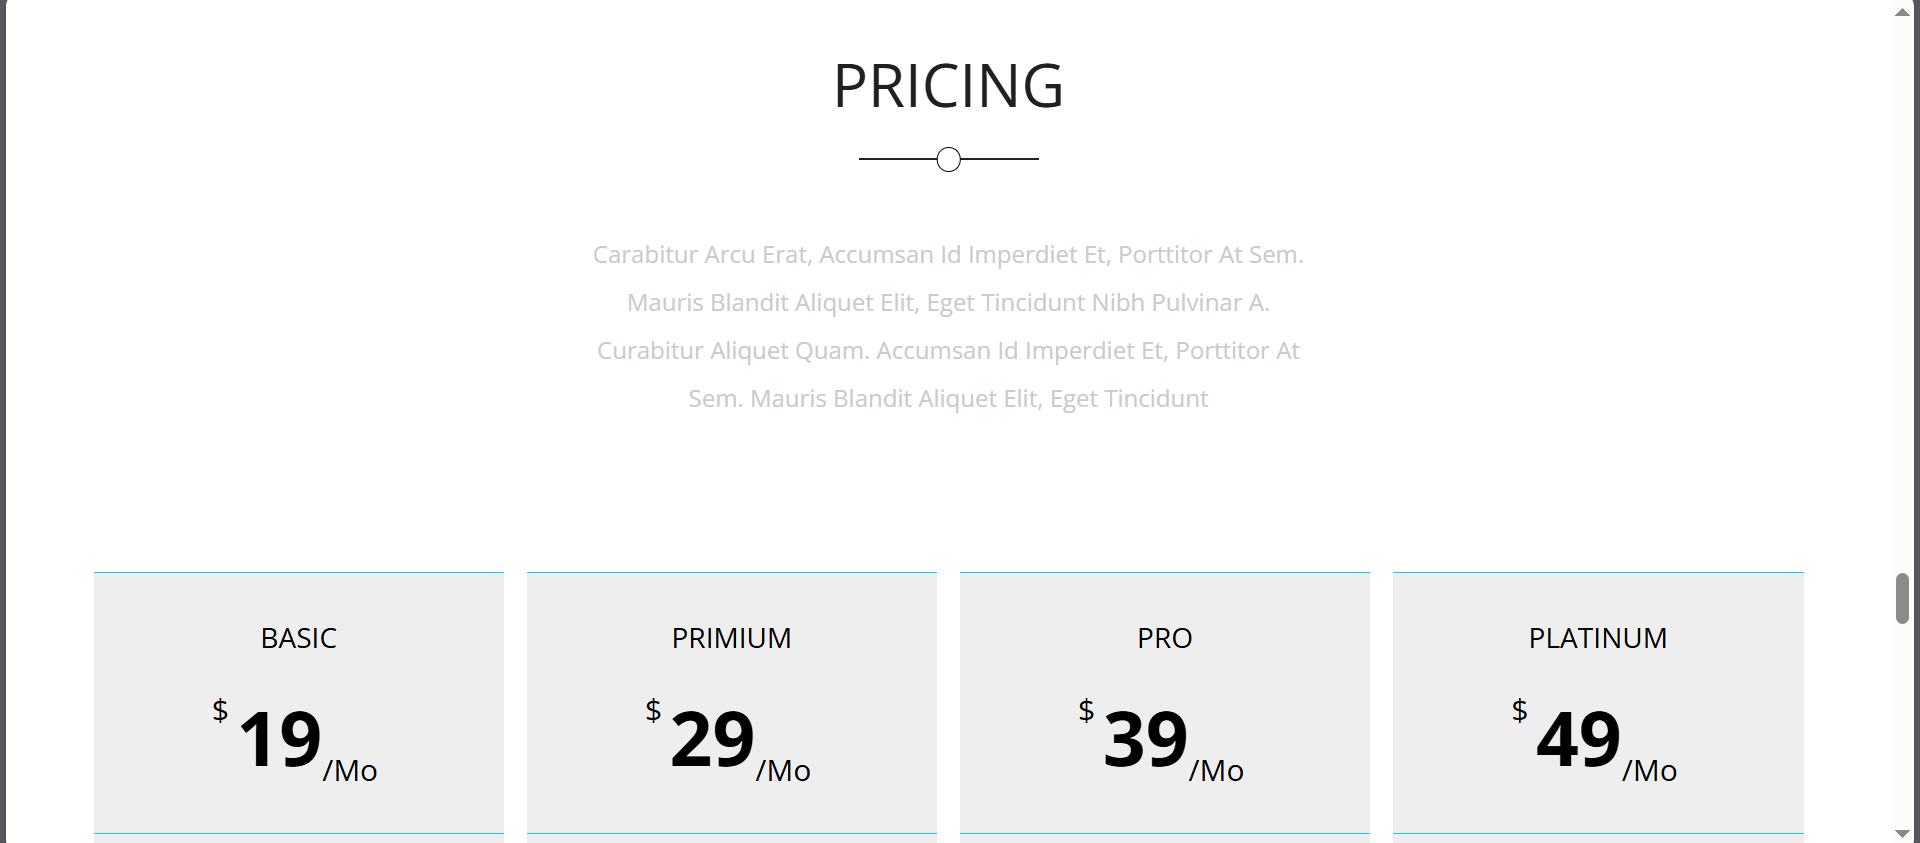 PRICING
Carabitur Arcu Erat, Accumsan Id Imperdiet Et, Porttitor At Sem.
Mauris Blandit Aliquet Elit, Eget Tincidunt Nibh Pulvinar A.
Curabitur Aliquet Quam. Accumsan Id Imperdiet Et, Porttitor At
Sem. Mauris Blandit Aliquet Elit, Eget Tincidunt
BASIC
$ 19 /Mo
PRIMIUM
$ 29 /Mo
PRO
$ 39 /Mo
PLATINUM
$ 49 /Mo